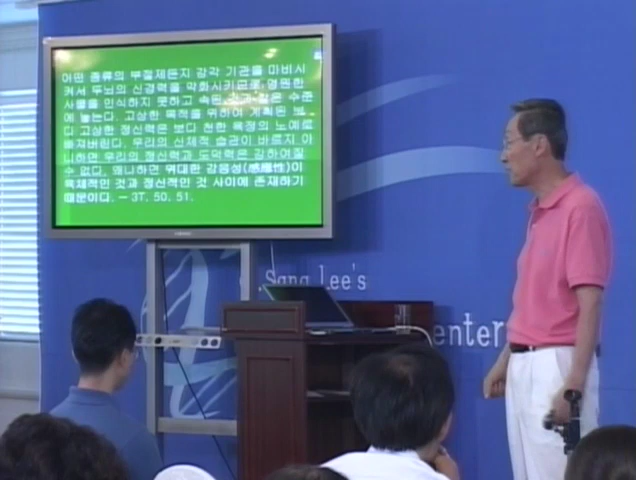 어떤 종류의 부절제든지 감각 기관을 마비시
켜서 두뇌의 신경력을 약화시키므로 영원한
사물을 인식하지 못하고 속된 것과 같은 수준
에 놓는다. 고상한 목적을 위하여 계획된 보
다 고상한 정신력은 보다 천한 욕정의 노예로
빠져버린다. 우리의 신체적 습관이 바르지 아
니하면 우리의 정신력과 도덕력은 강하여질
수 없다. 왜냐하면 위대한 감응성(感應性)이
육체적인 것과 정신적인 것 사이에 존재하기
때문이다. – 3T, 50, 51.
Sang Lee's
enter